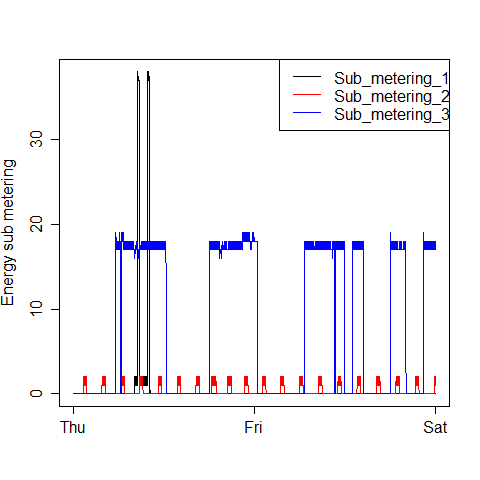 Sub_metering_1
Sub_metering_2
Sub_metering_3
Energy sub metering
30
20
10
0
Thu Fri Sat